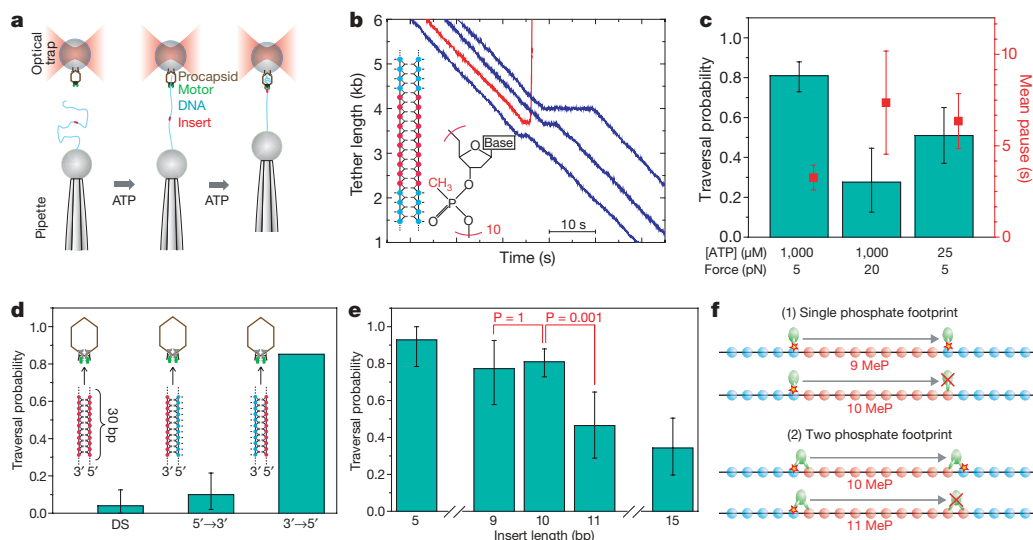 a
Optical trap
Procapsid
Motor
DNA
Insert
Pipette
ATP
ATP
b
Tether length (kb)
6
5
4
3
2
1
Base
CH3
P
O
O
O
O
10
10 s
Time (s)
c
Traversal probability
1.0
0.8
0.6
0.4
0.2
0.0
Mean pause (s)
10
5
0
[ATP] (µM) 1,000 1,000 25
Force (pN) 5 20 5
d
Traversal probability
1.0
0.8
0.6
0.4
0.2
0.0
30 bp
3′ 5′ 3′ 5′ 3′ 5′
DS 5′→3′ 3′→5′
e
Traversal probability
1.0
0.8
0.6
0.4
0.2
0.0
P = 1 P = 0.001
5 9 10 11 15
Insert length (bp)
f
(1) Single phosphate footprint
9 MeP
10 MeP
(2) Two phosphate footprint
10 MeP
11 MeP